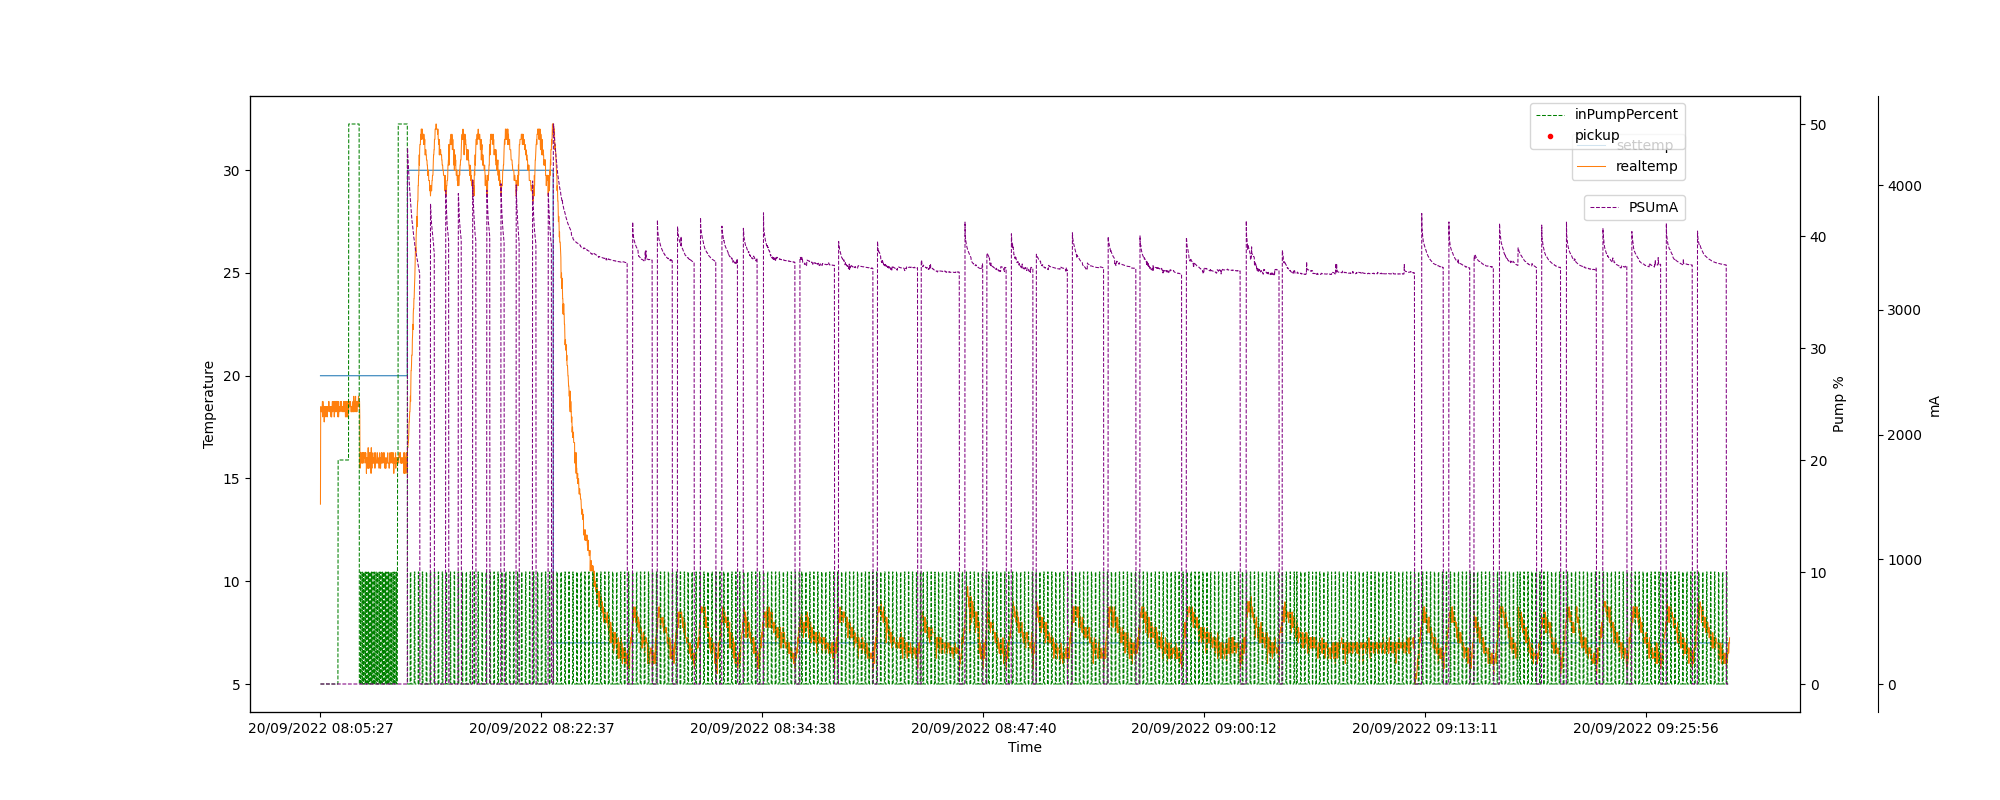 inPumpPercent
pickup
settemp
realtemp
PSUmA
30
25
20
15
10
5
Temperature
50
40
30
20
10
0
Pump %
4000
3000
2000
1000
0
mA
20/09/2022 08:05:27
20/09/2022 08:22:37
20/09/2022 08:34:38
20/09/2022 08:47:40
20/09/2022 09:00:12
20/09/2022 09:13:11
20/09/2022 09:25:56
Time